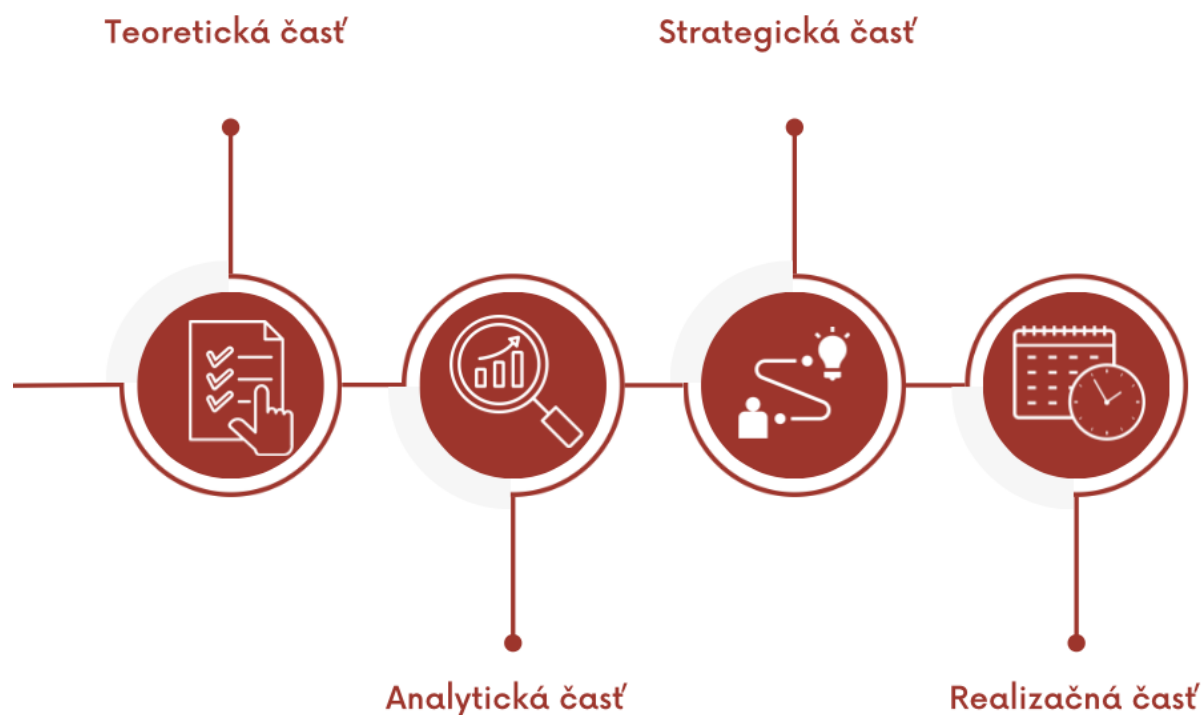 Teoretická časť
Strategická časť
Analytická časť
Realizačná časť